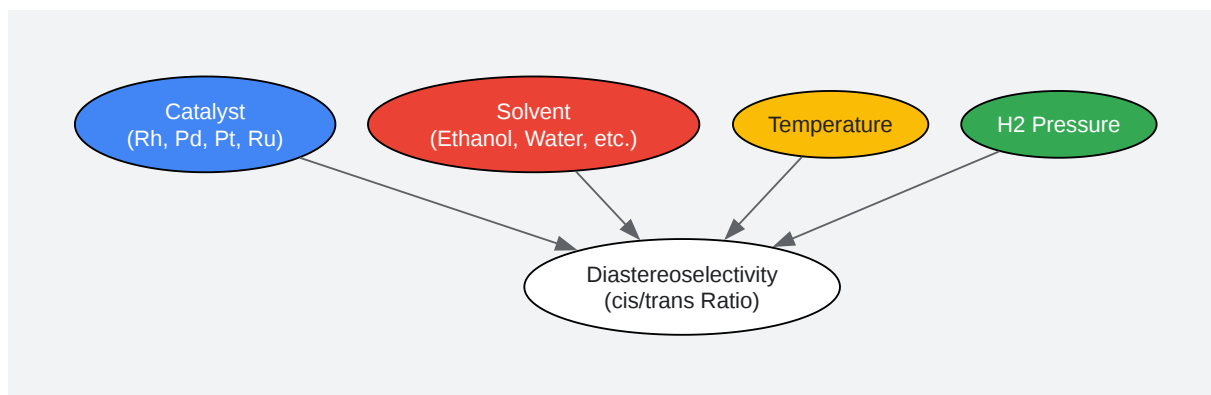 Catalyst
(Rh, Pd, Pt, Ru)
Solvent
(Ethanol, Water, etc.)
Temperature
H2 Pressure
Diastereoselectivity
(cis/trans Ratio)